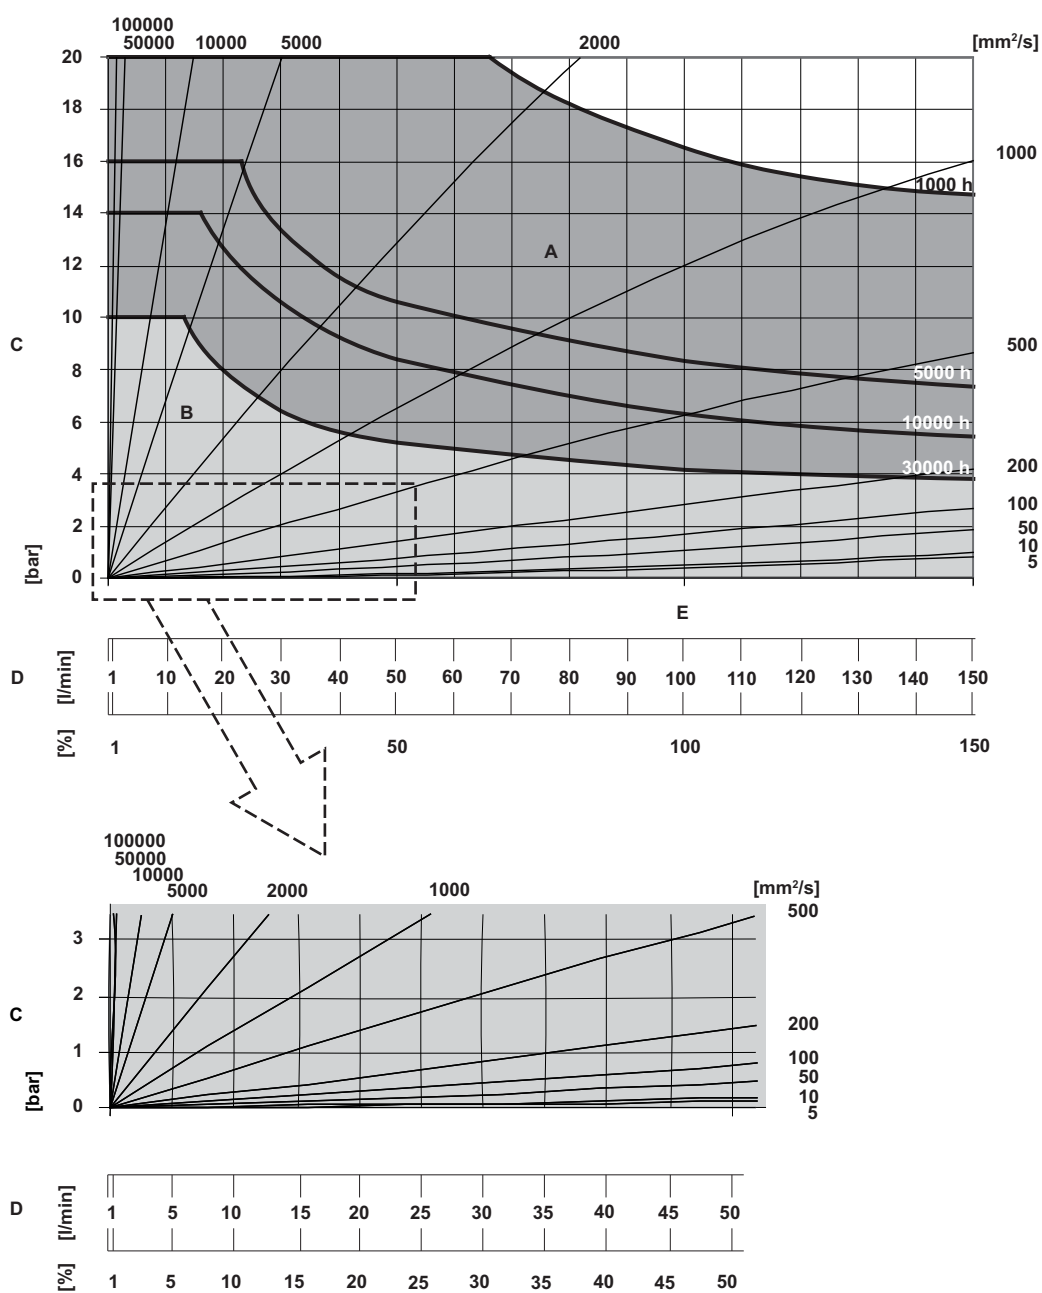 100000
50000 10000 5000 2000 [mm²/s]
20
18
16 1000
1000 h
14
A
12
10
C 500
8
5000 h
B
6 10000 h
30000 h 200
4
100
2 50
10
[bar] 5
0
E
D [l/min] 1 10 20 30 40 50 60 70 80 90 100 110 120 130 140 150
[%] 1 50 100 150
100000
50000
10000
5000 2000 1000 [mm²/s]
500
3
2
C 200
1 100
50
[bar] 10
0 5
D [l/min] 1 5 10 15 20 25 30 35 40 45 50
[%] 1 5 10 15 20 25 30 35 40 45 50